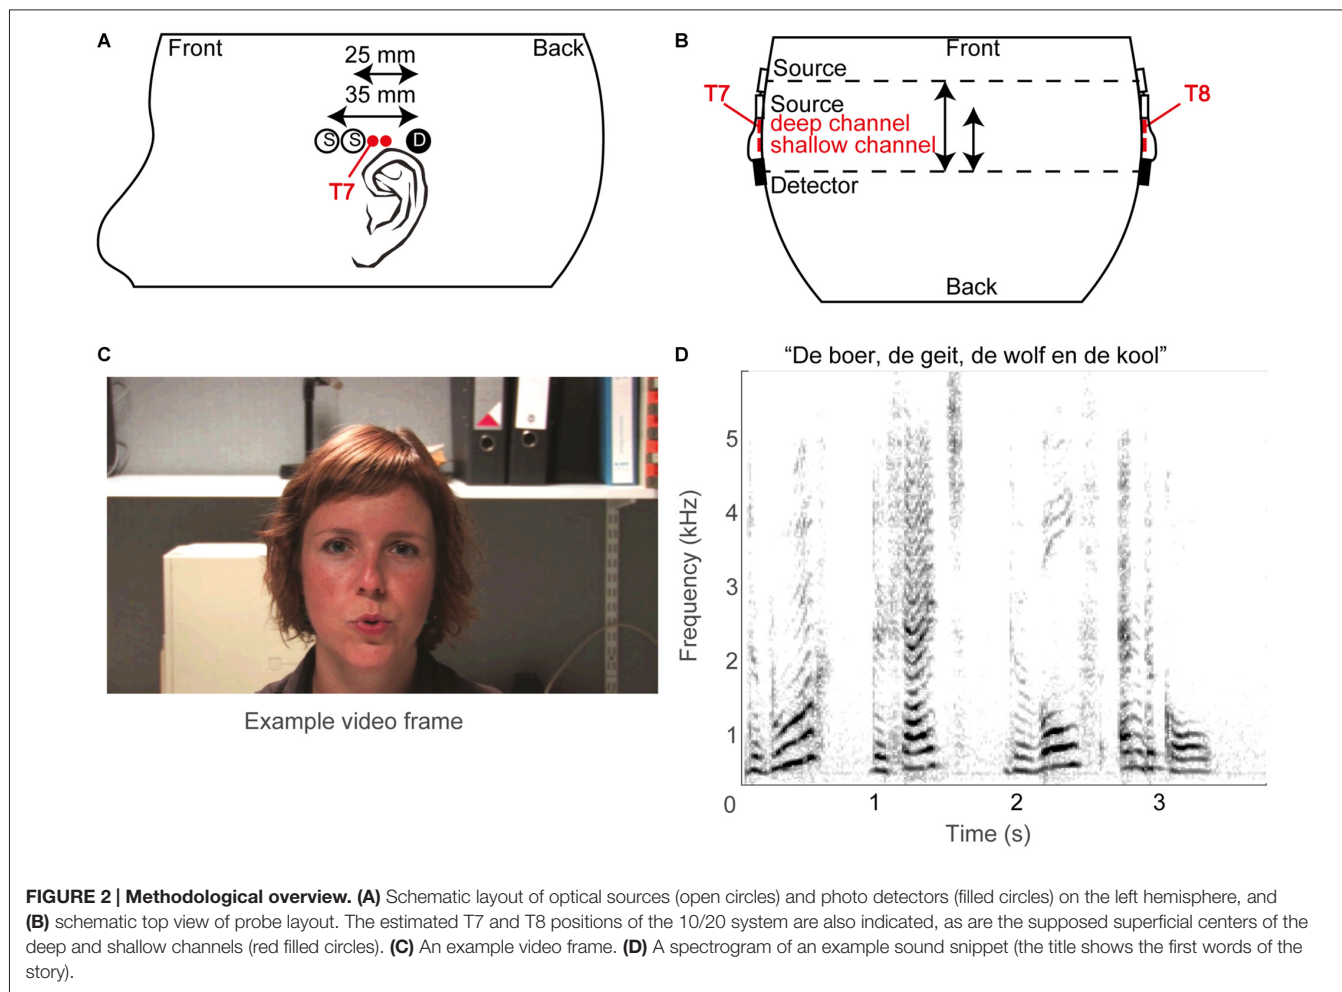 A
Front
Back
25 mm
35 mm
S
S
D
T7
B
Front
Source
T7
T8
Source
deep channel
shallow channel
Detector
Back
C
Example video frame
D
“De boer, de geit, de wolf en de kool”
Frequency (kHz)
5
4
3
2
1
0
1
2
3
Time (s)
FIGURE 2 | Methodological overview. (A) Schematic layout of optical sources (open circles) and photo detectors (filled circles) on the left hemisphere, and
(B) schematic top view of probe layout. The estimated T7 and T8 positions of the 10/20 system are also indicated, as are the supposed superficial centers of the
deep and shallow channels (red filled circles). (C) An example video frame. (D) A spectrogram of an example sound snippet (the title shows the first words of the
story).